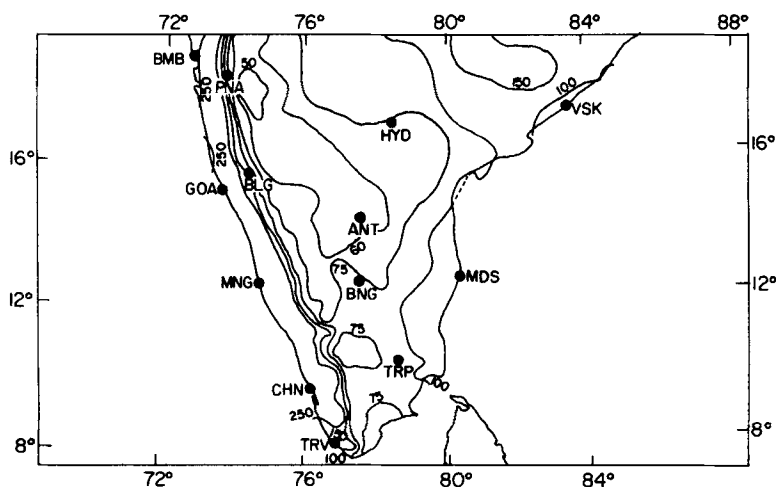 72° 76° 80° 84° 88°
BMB
50
150
100
PNA
250
VSK
HYD
16° 250 16°
BLG
GOA
ANT
60
75
MNG BNG MDS
12° 12°
75
TRP
CHN 100
75
250
8° 8°
TRV
100
72° 76° 80° 84°